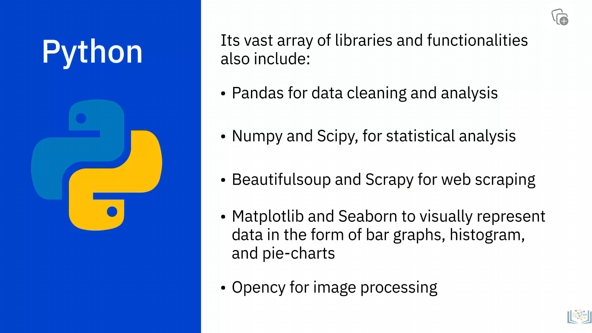 Python
Its vast array of libraries and functionalities
also include:
• Pandas for data cleaning and analysis
• Numpy and Scipy, for statistical analysis
• Beautifulsoup and Scrapy for web scraping
• Matplotlib and Seaborn to visually represent
data in the form of bar graphs, histogram,
and pie-charts
• Opency for image processing